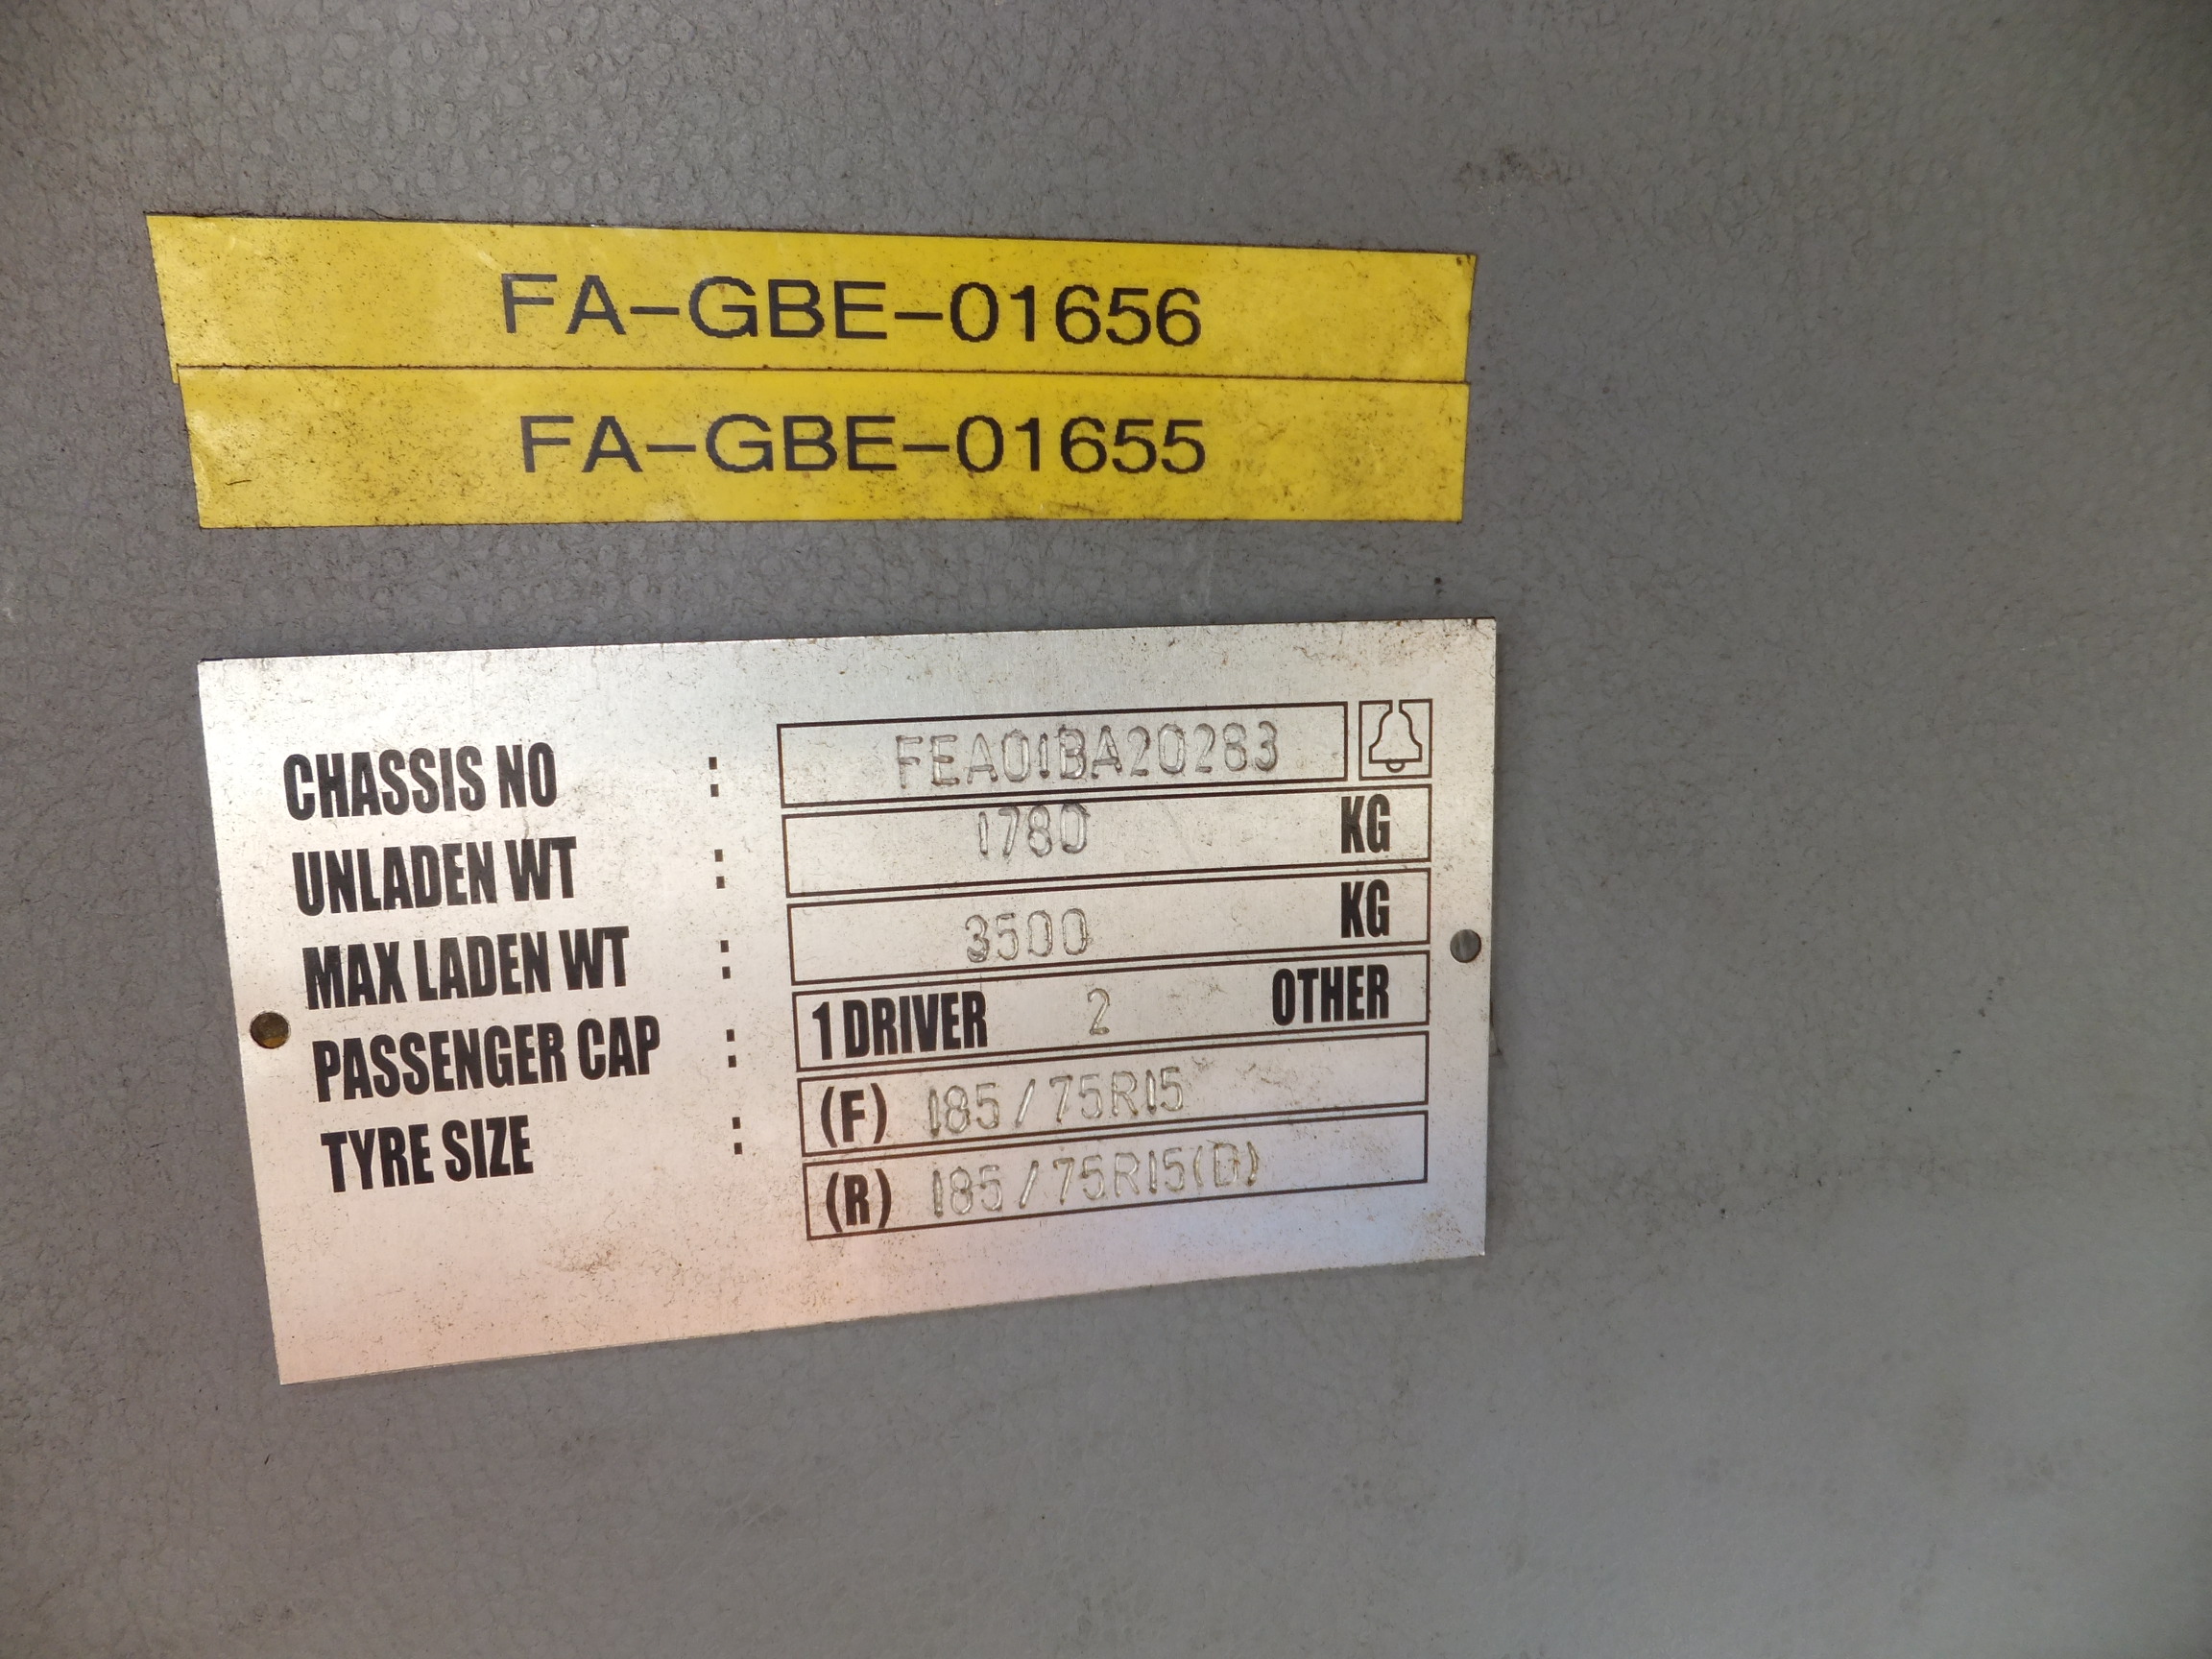 FA-GBE-01656
FA-GBE-01655
CHASSIS NO : FEA01BA20283
UNLADEN WT : 1780 KG
MAX LADEN WT : 3500 KG
PASSENGER CAP : 1 DRIVER 2 OTHER
TYRE SIZE : (F) 185/75R15
(R) 185/75R15(D)